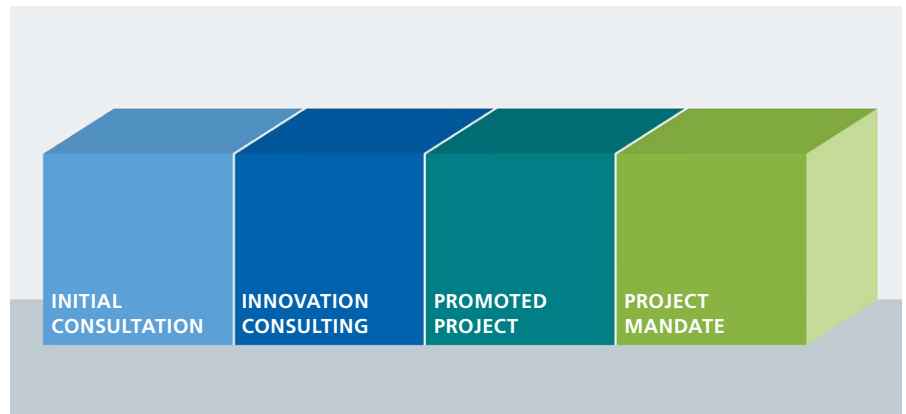 INITIAL
CONSULTATION
INNOVATION
CONSULTING
PROMOTED
PROJECT
PROJECT
MANDATE